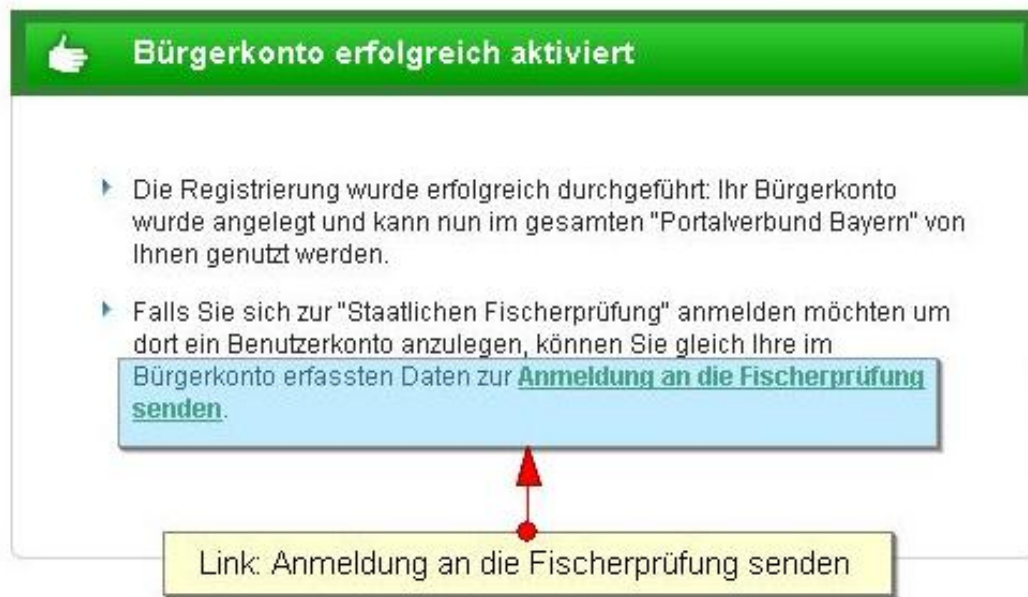 Bürgerkonto erfolgreich aktiviert
Die Registrierung wurde erfolgreich durchgeführt: Ihr Bürgerkonto
wurde angelegt und kann nun im gesamten "Portalverbund Bayern" von
Ihnen genutzt werden.
Falls Sie sich zur "Staatlichen Fischerprüfung" anmelden möchten um
dort ein Benutzerkonto anzulegen, können Sie gleich Ihre im
Bürgerkonto erfassten Daten zur Anmeldung an die Fischerprüfung
senden.
Link: Anmeldung an die Fischerprüfung senden